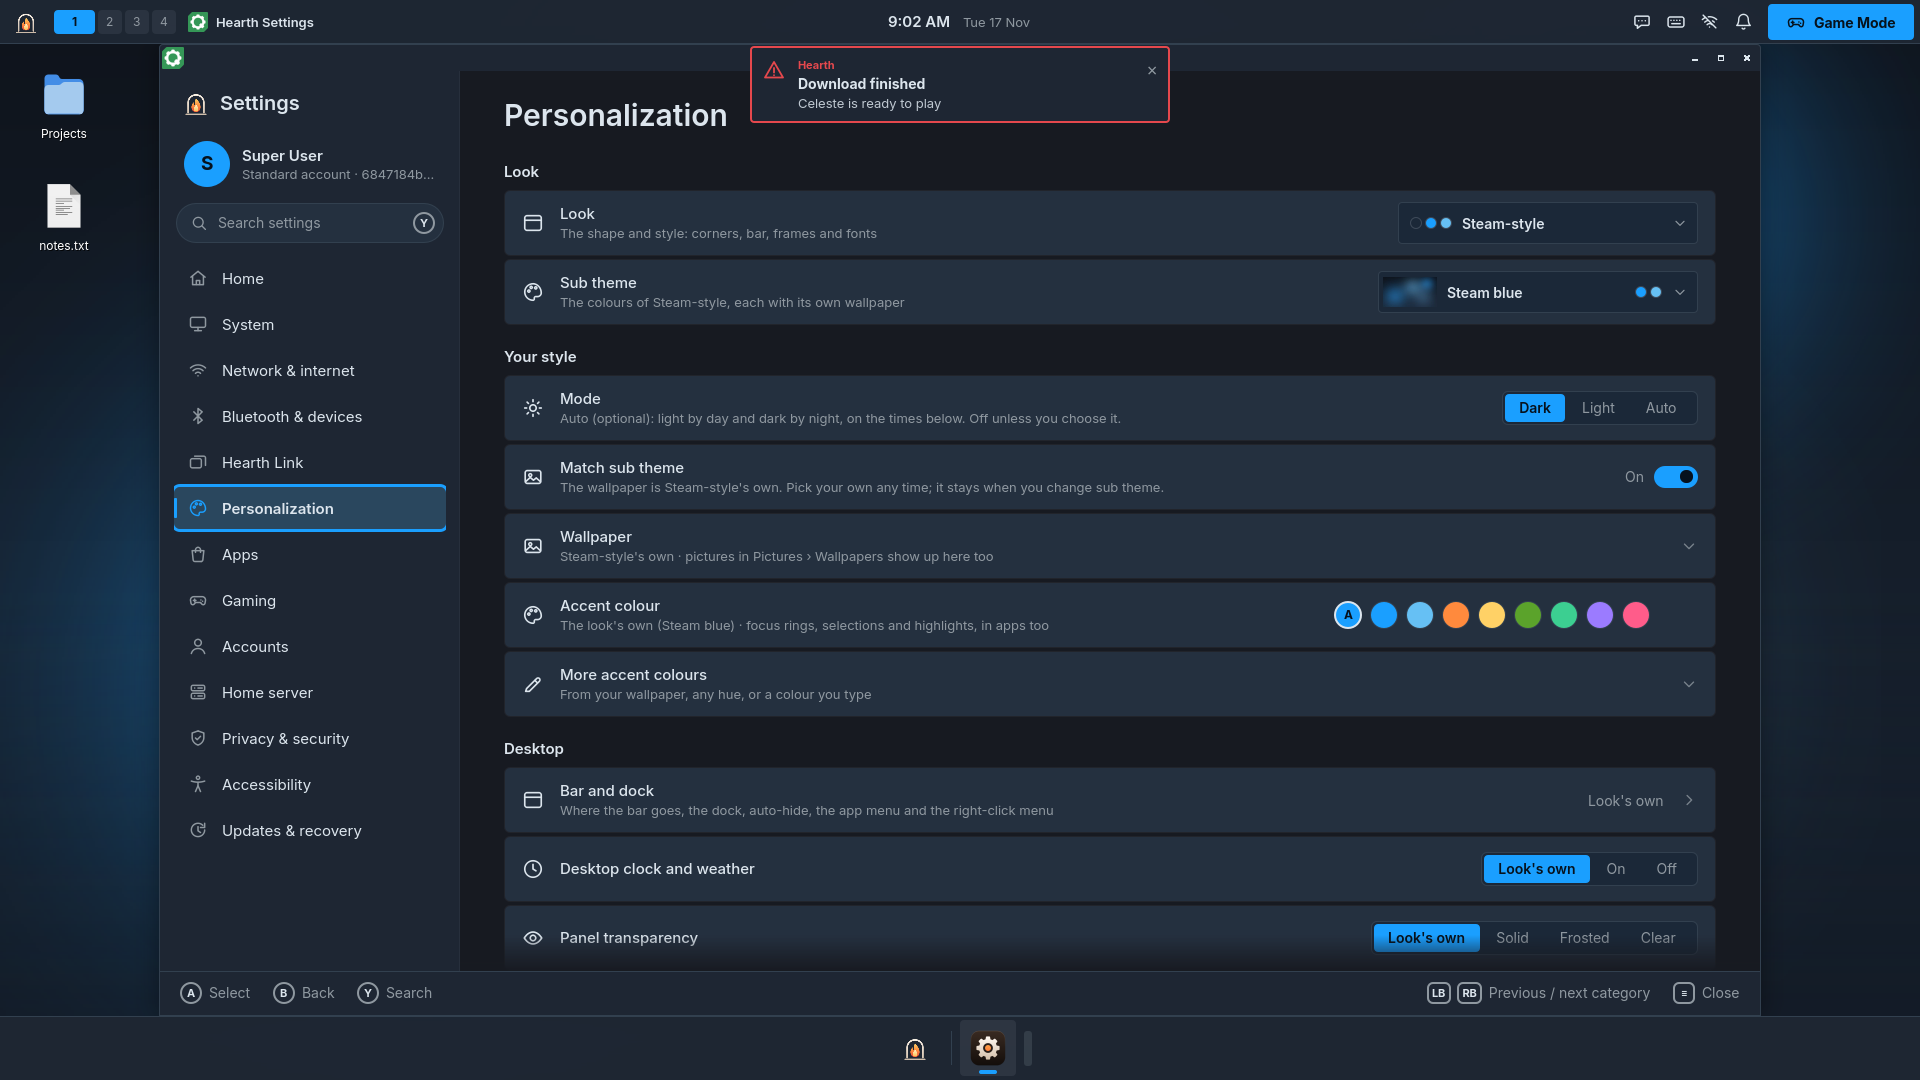 1 2 3 4 Hearth Settings
9:02 AM Tue 17 Nov
Game Mode
Hearth
Download finished
Celeste is ready to play
Projects
notes.txt
Settings
S
Super User
Standard account · 6847184b...
Search settings Y
Home
System
Network & internet
Bluetooth & devices
Hearth Link
Personalization
Apps
Gaming
Accounts
Home server
Privacy & security
Accessibility
Updates & recovery
Personalization
Look
Look
The shape and style: corners, bar, frames and fonts
Steam-style
Sub theme
The colours of Steam-style, each with its own wallpaper
Steam blue
Your style
Mode
Auto (optional): light by day and dark by night, on the times below. Off unless you choose it.
Dark Light Auto
Match sub theme
The wallpaper is Steam-style's own. Pick your own any time; it stays when you change sub theme.
On
Wallpaper
Steam-style's own · pictures in Pictures › Wallpapers show up here too
Accent colour
The look's own (Steam blue) · focus rings, selections and highlights, in apps too
A
More accent colours
From your wallpaper, any hue, or a colour you type
Desktop
Bar and dock
Where the bar goes, the dock, auto-hide, the app menu and the right-click menu
Look's own
Desktop clock and weather
Look's own On Off
Panel transparency
Look's own Solid Frosted Clear
A Select B Back Y Search
LB RB Previous / next category Close